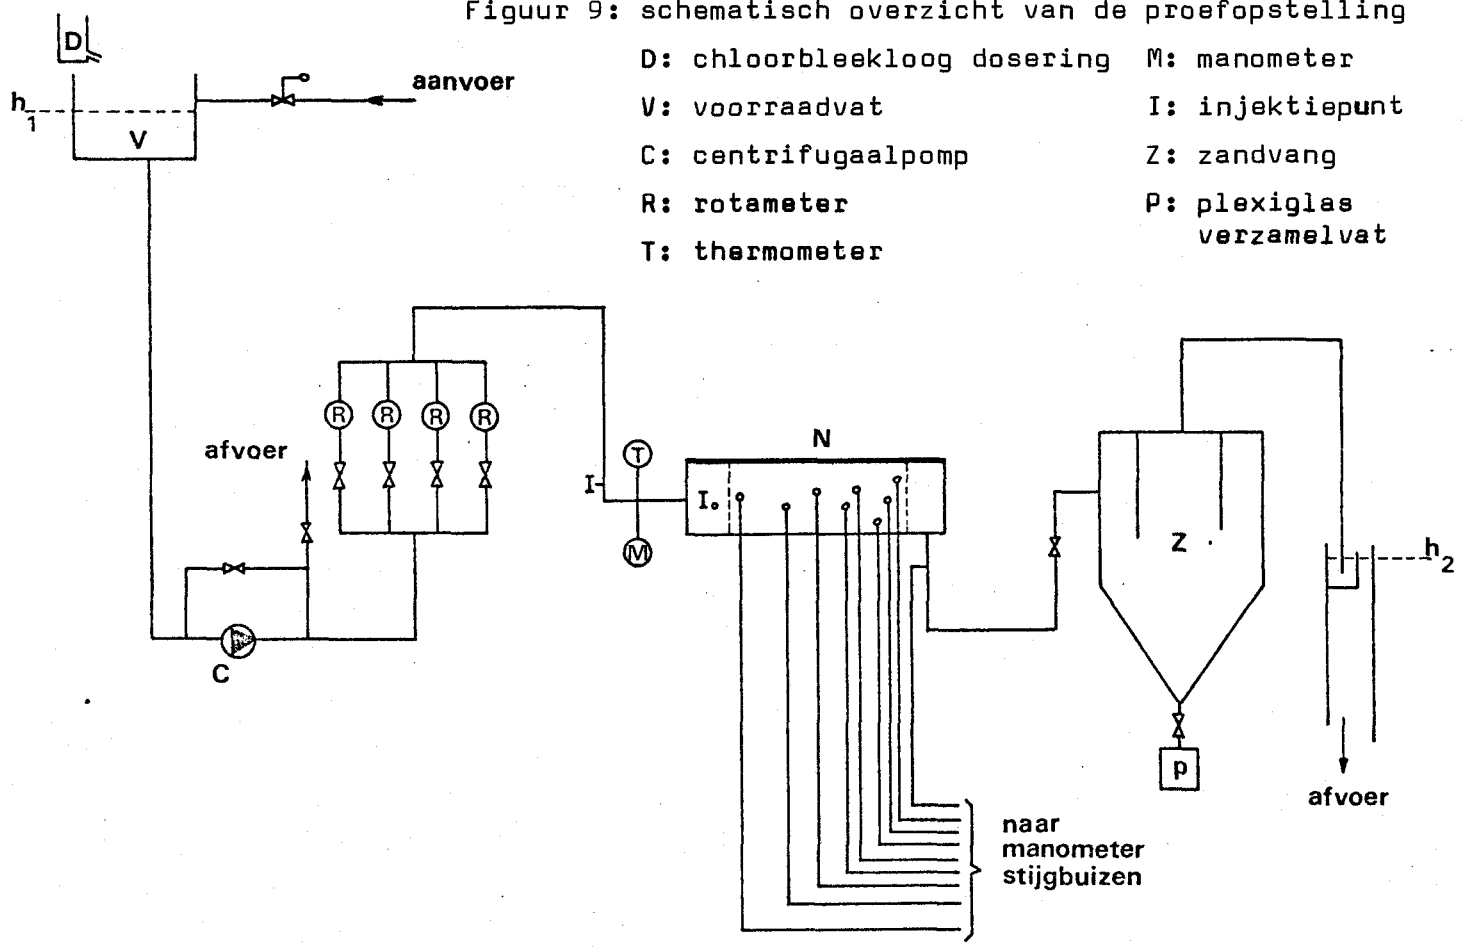 Figuur 9: schematisch overzicht van de proefopstelling
D: chloorbleekloog dosering
V: voorraadvat
C: centrifugaalpomp
R: rotameter
T: thermometer
M: manometer
I: injektiepunt
Z: zandvang
P: plexiglas
verzamelvat
D
aanvoer
h1
V
R R R R
afvoer
C
I
T
M
N
I
Z
h2
p
afvoer
naar
manometer
stijgbuizen